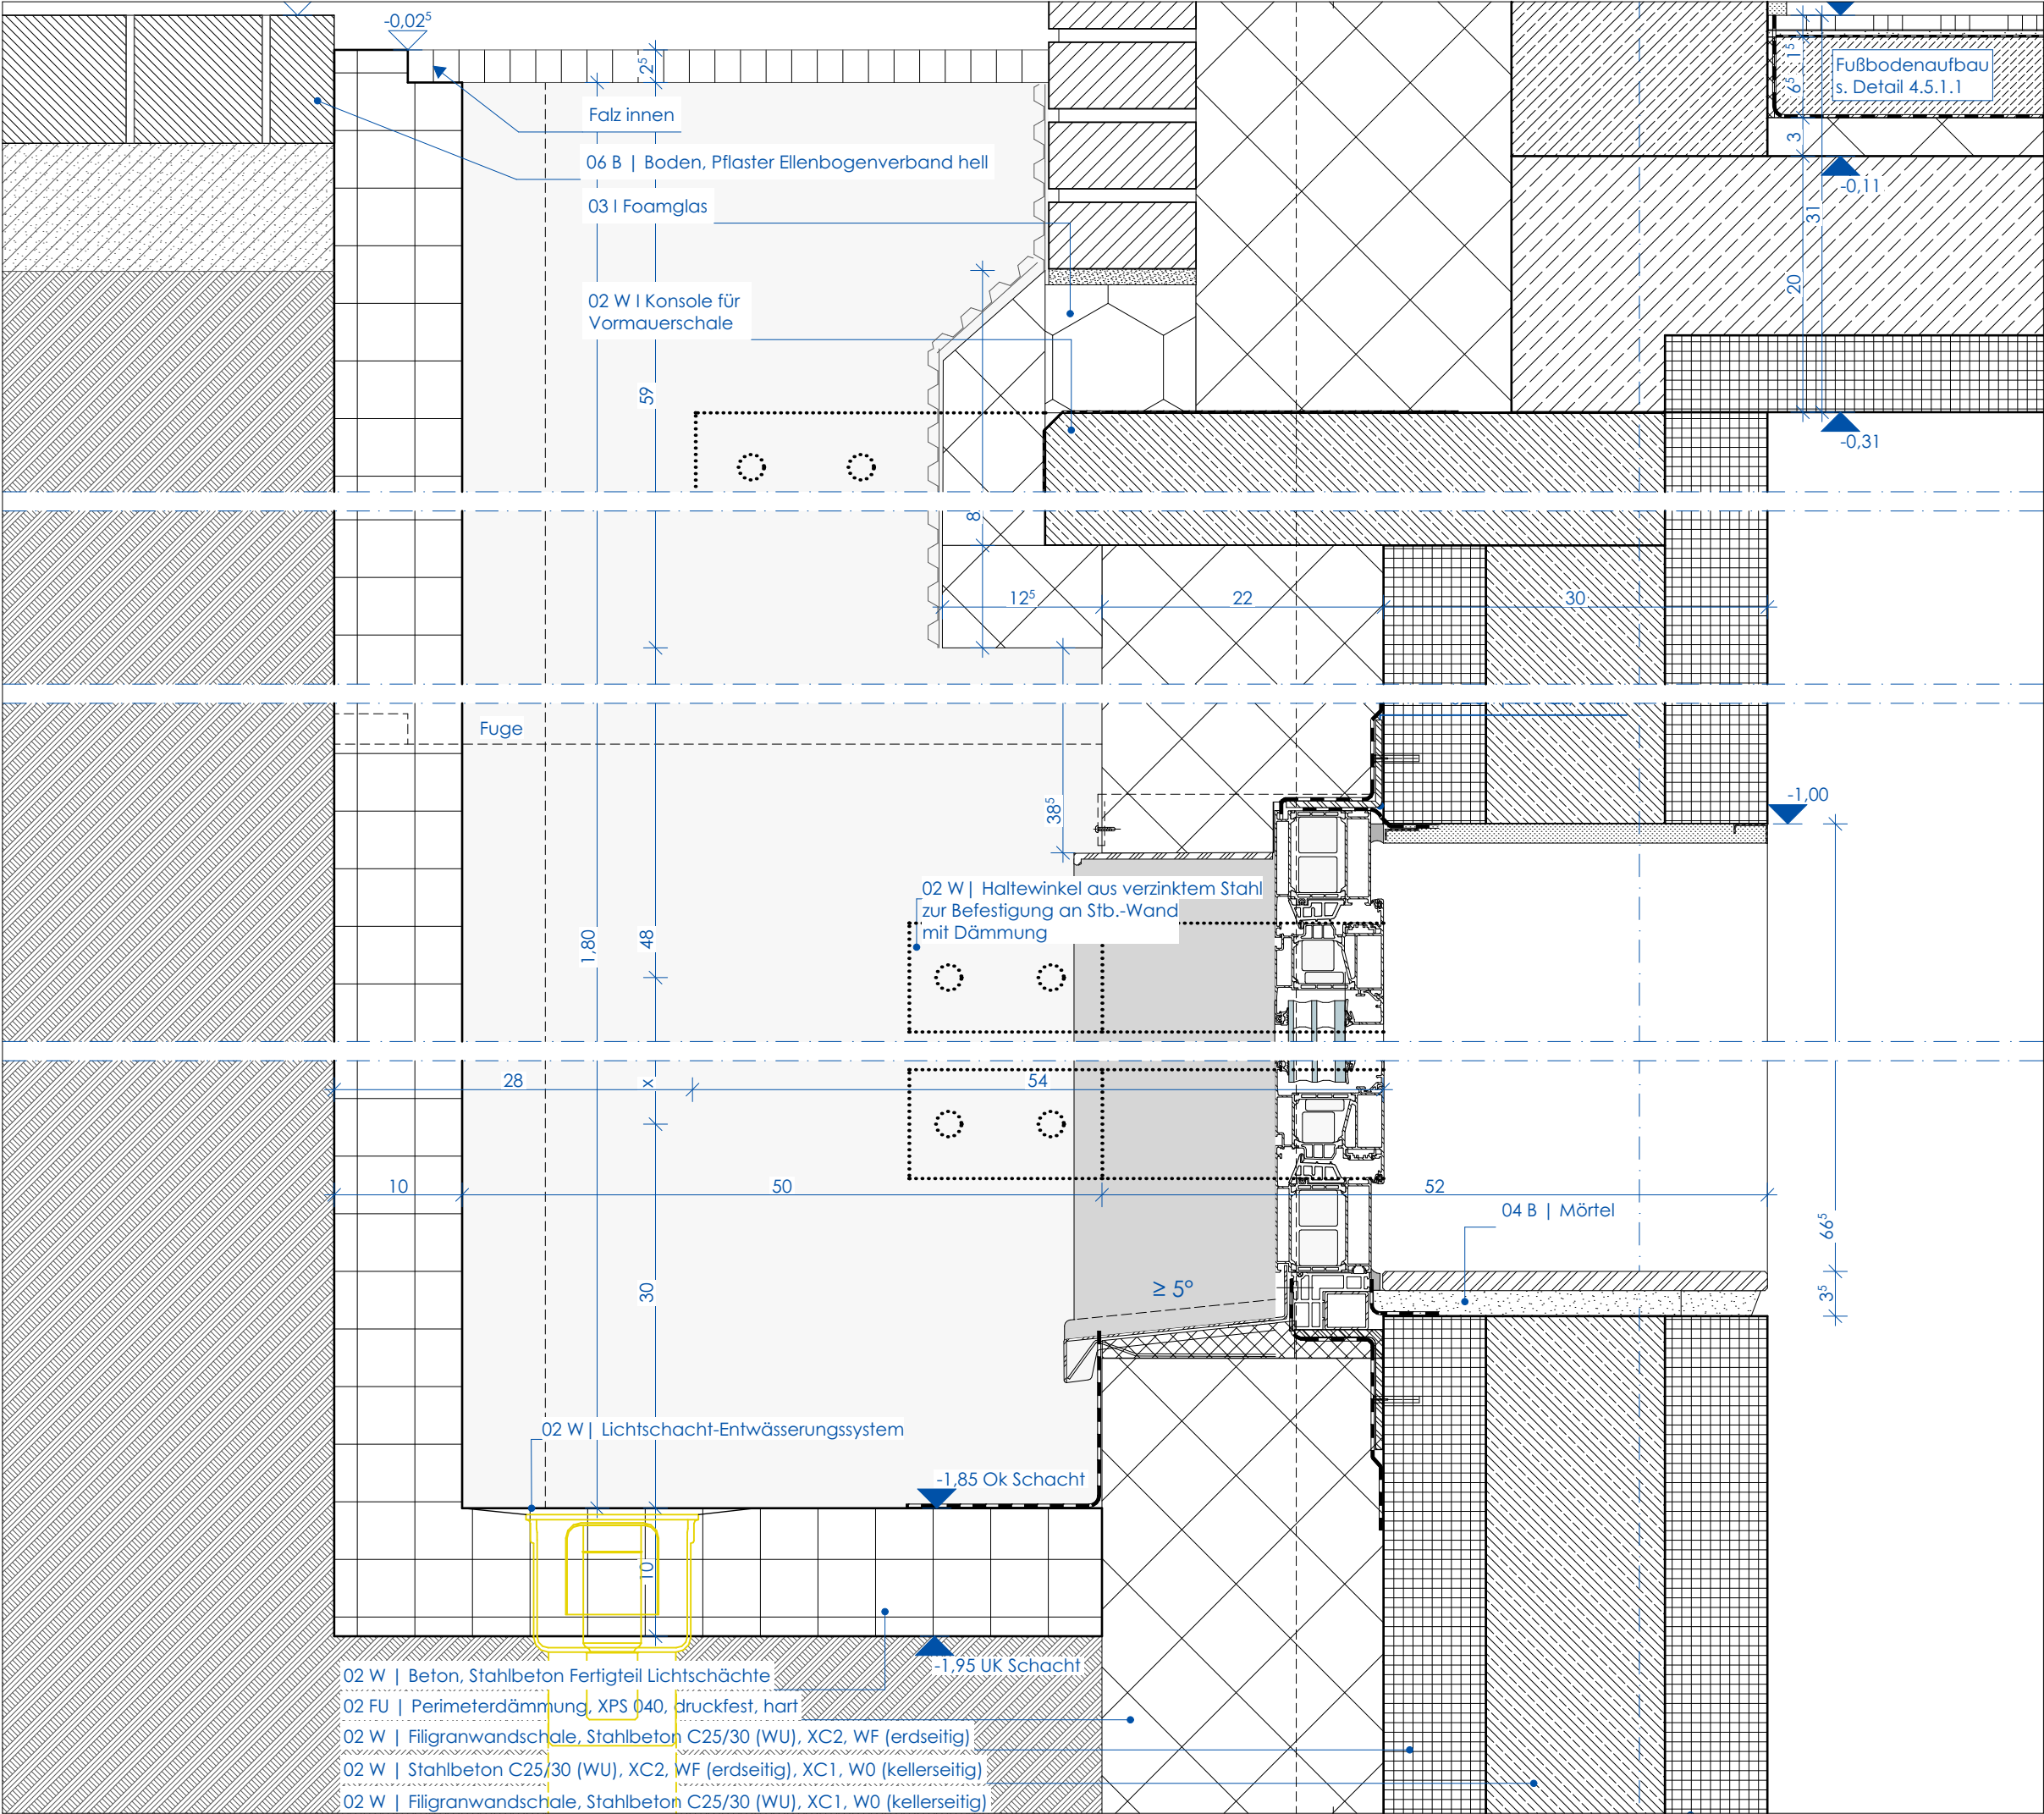 -0,02⁵
2⁵
Fußbodenaufbau
s. Detail 4.5.1.1
1⁵
6⁵
3
Falz innen
06 B | Boden, Pflaster Ellenbogenverband hell
-0,11
03 I Foamglas
31
20
02 W I Konsole für
Vormauerschale
59
-0,31
8
12⁵
22
30
Fuge
38⁵
-1,00
02 W | Haltewinkel aus verzinktem Stahl
zur Befestigung an Stb.-Wand
mit Dämmung
1,80
48
28
x
54
10
50
52
04 B | Mörtel
66⁵
≥ 5°
30
3⁵
02 W | Lichtschacht-Entwässerungssystem
-1,85 Ok Schacht
10
-1,95 UK Schacht
02 W | Beton, Stahlbeton Fertigteil Lichtschächte
02 FU | Perimeterdämmung, XPS 040, druckfest, hart
02 W | Filigranwandschale, Stahlbeton C25/30 (WU), XC2, WF (erdseitig)
02 W | Stahlbeton C25/30 (WU), XC2, WF (erdseitig), XC1, W0 (kellerseitig)
02 W | Filigranwandschale, Stahlbeton C25/30 (WU), XC1, W0 (kellerseitig)